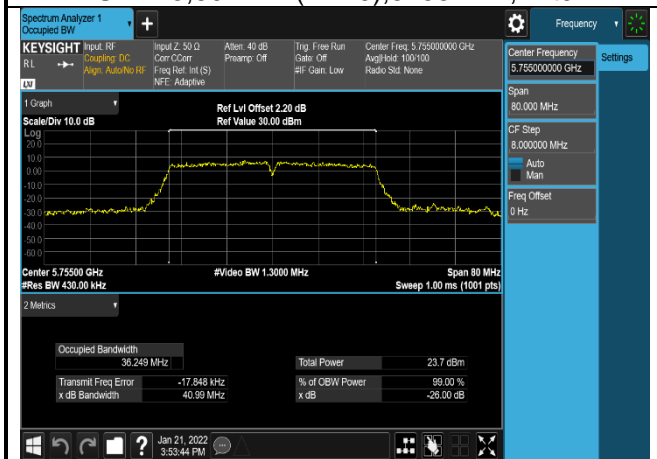 Spectrum Analyzer 1
Occupied BW
+
Frequency
KEYSIGHT
RL
LXI
Input: RF
Coupling: DC
Align: Auto/No RF
Input Z: 50 Ω
Corr CCorr
Freq Ref: Int (S)
NFE: Adaptive
Atten: 40 dB
Preamp: Off
Trig: Free Run
Gate: Off
#IF Gain: Low
Center Freq: 5.755000000 GHz
Avg|Hold: 100/100
Radio Std: None
Center Frequency
5.755000000 GHz
Settings
Span
80.000 MHz
CF Step
8.000000 MHz
Auto
Man
Freq Offset
0 Hz
1 Graph
Scale/Div 10.0 dB
Ref Lvl Offset 2.20 dB
Ref Value 30.00 dBm
Log
20.0
10.0
0.00
-10.0
-20.0
-30.0
-40.0
-50.0
-60.0
Center 5.75500 GHz
#Video BW 1.3000 MHz
Span 80 MHz
#Res BW 430.00 kHz
Sweep 1.00 ms (1001 pts)
2 Metrics
Occupied Bandwidth
36.249 MHz
Total Power 23.7 dBm
Transmit Freq Error -17.848 kHz
% of OBW Power 99.00 %
x dB Bandwidth 40.99 MHz
x dB -26.00 dB
?
Jan 21, 2022
3:53:44 PM